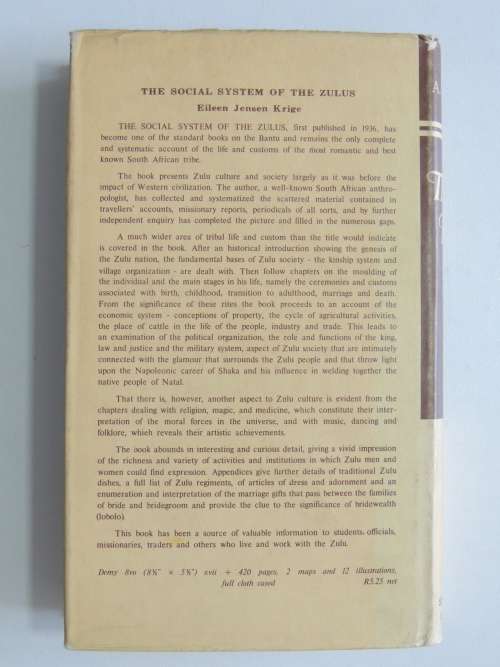 THE SOCIAL SYSTEM OF THE ZULUS
Eileen Jensen Krige
THE SOCIAL SYSTEM OF THE ZULUS, first published in 1936, has
become one of the standard books on the Bantu and remains the only complete
and systematic account of the life and customs of the most romantic and best
known South African tribe.
The book presents Zulu culture and society largely as it was before the
impact of Western civilization. The author, a well-known South African anthro-
pologist, has collected and systematized the scattered material contained in
travellers' accounts, missionary reports, periodicals of all sorts, and by further
independent enquiry has completed the picture and filled in the numerous gaps.
A much wider area of tribal life and custom than the title would indicate
is covered in the book. After an historical introduction showing the genesis of
the Zulu nation, the fundamental bases of Zulu society - the kinship system and
village organization - are dealt with. Then follow chapters on the moulding of
the individual and the main stages in his life, namely the ceremonies and customs
associated with birth, childhood, transition to adulthood, marriage and death.
From the significance of these rites the book proceeds to an account of the
economic system - conceptions of property, the cycle of agricultural activities,
the place of cattle in the life of the people, industry and trade. This leads to
an examination of the political organization, the role and functions of the king,
law and justice and the military system, aspect of Zulu society that are intimately
connected with the glamour that surrounds the Zulu people and that throw light
upon the Napoleonic career of Shaka and his influence in welding together the
native people of Natal.
That there is, however, another aspect to Zulu culture is evident from the
chapters dealing with religion, magic, and medicine, which constitute their inter-
pretation of the moral forces in the universe, and with music, dancing and
folklore, which reveals their artistic achievements.
The book abounds in interesting and curious detail, giving a vivid impression
of the richness and variety of activities and institutions in which Zulu men and
women could find expression. Appendices give further details of traditional Zulu
dishes, a full list of Zulu regiments, of articles of dress and adornment and an
enumeration and interpretation of the marriage gifts that pass between the families
of bride and bridegroom and provide the clue to the significance of bridewealth
(lobolo).
This book has been a source of valuable information to students, officials,
missionaries, traders and others who live and work with the Zulu.
Demy 8vo (8¾" × 5⅝") xvii + 420 pages, 2 maps and 12 illustrations,
full cloth cased R5.25 net